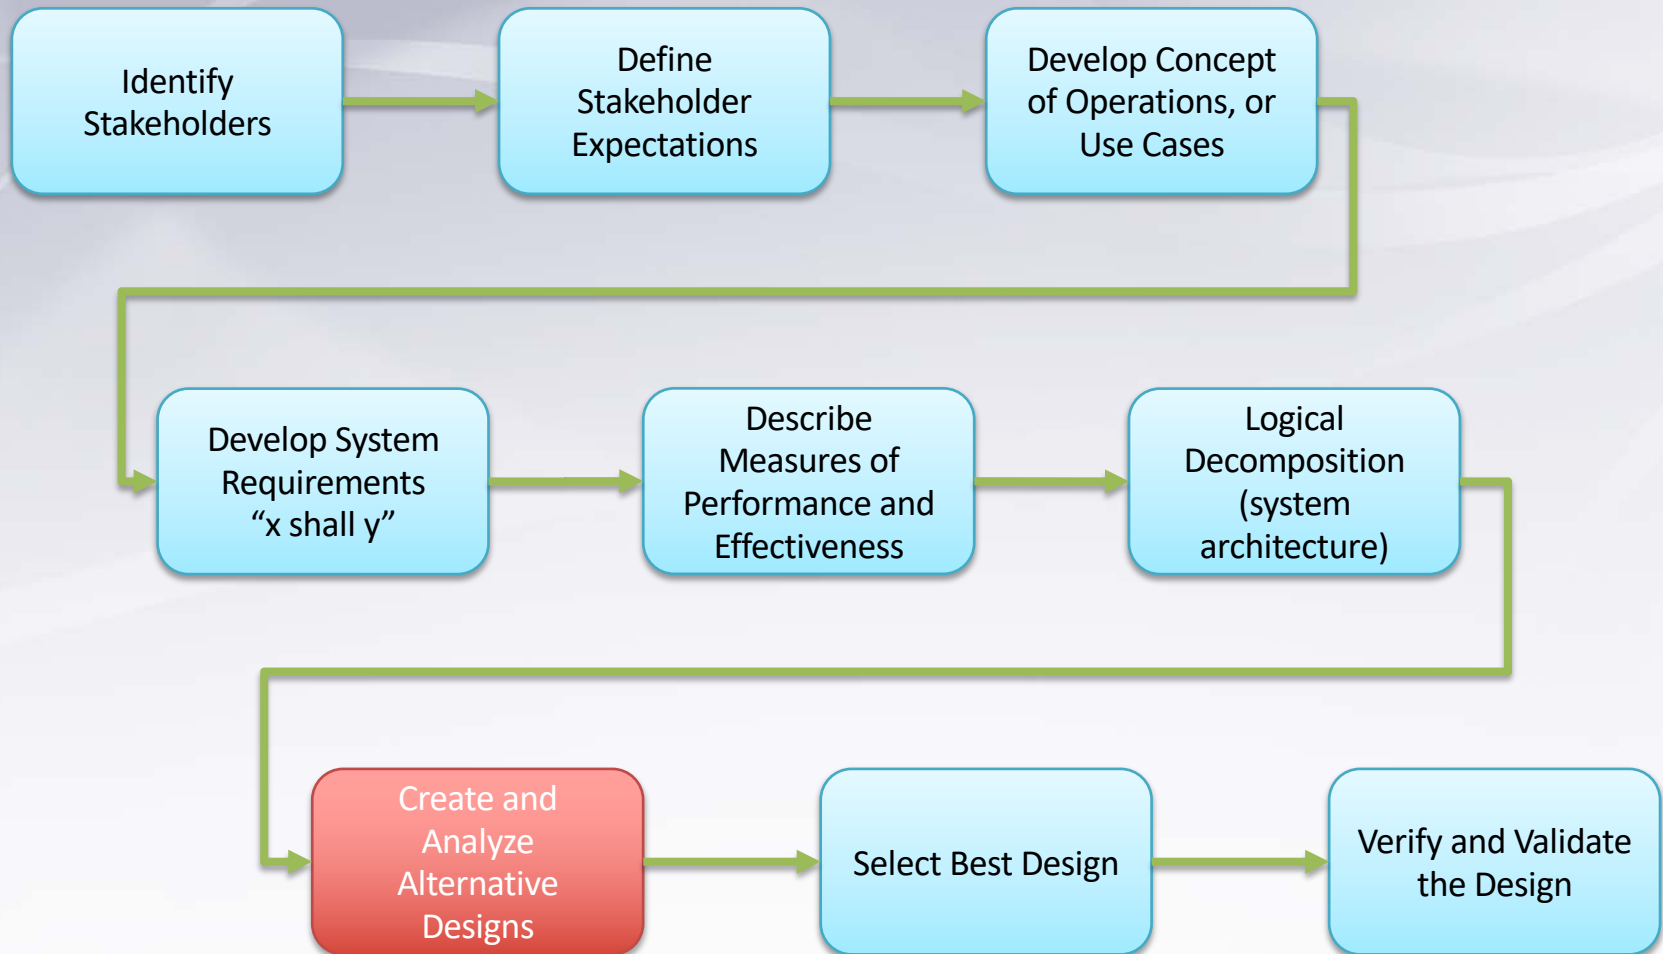 Identify
Stakeholders
Define
Stakeholder
Expectations
Develop Concept
of Operations, or
Use Cases
Develop System
Requirements
“x shall y”
Describe
Measures of
Performance and
Effectiveness
Logical
Decomposition
(system
architecture)
Create and
Analyze
Alternative
Designs
Select Best Design
Verify and Validate
the Design